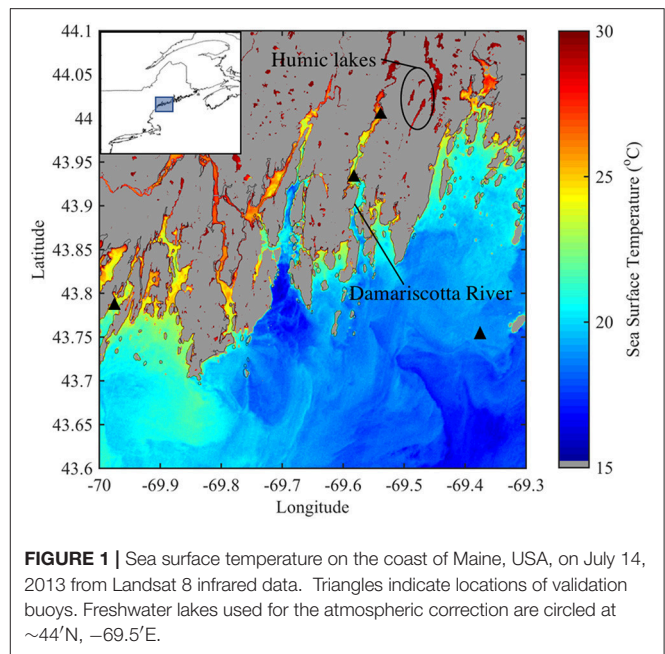 44.1
44.05
44
43.95
43.9
43.85
43.8
43.75
43.7
43.65
43.6
Latitude
Humic lakes
Damariscotta River
-70
-69.9
-69.8
-69.7
-69.6
-69.5
-69.4
-69.3
Longitude
30
25
20
15
Sea Surface Temperature (°C)
FIGURE 1 | Sea surface temperature on the coast of Maine, USA, on July 14,
2013 from Landsat 8 infrared data. Triangles indicate locations of validation
buoys. Freshwater lakes used for the atmospheric correction are circled at
~44′N, −69.5′E.